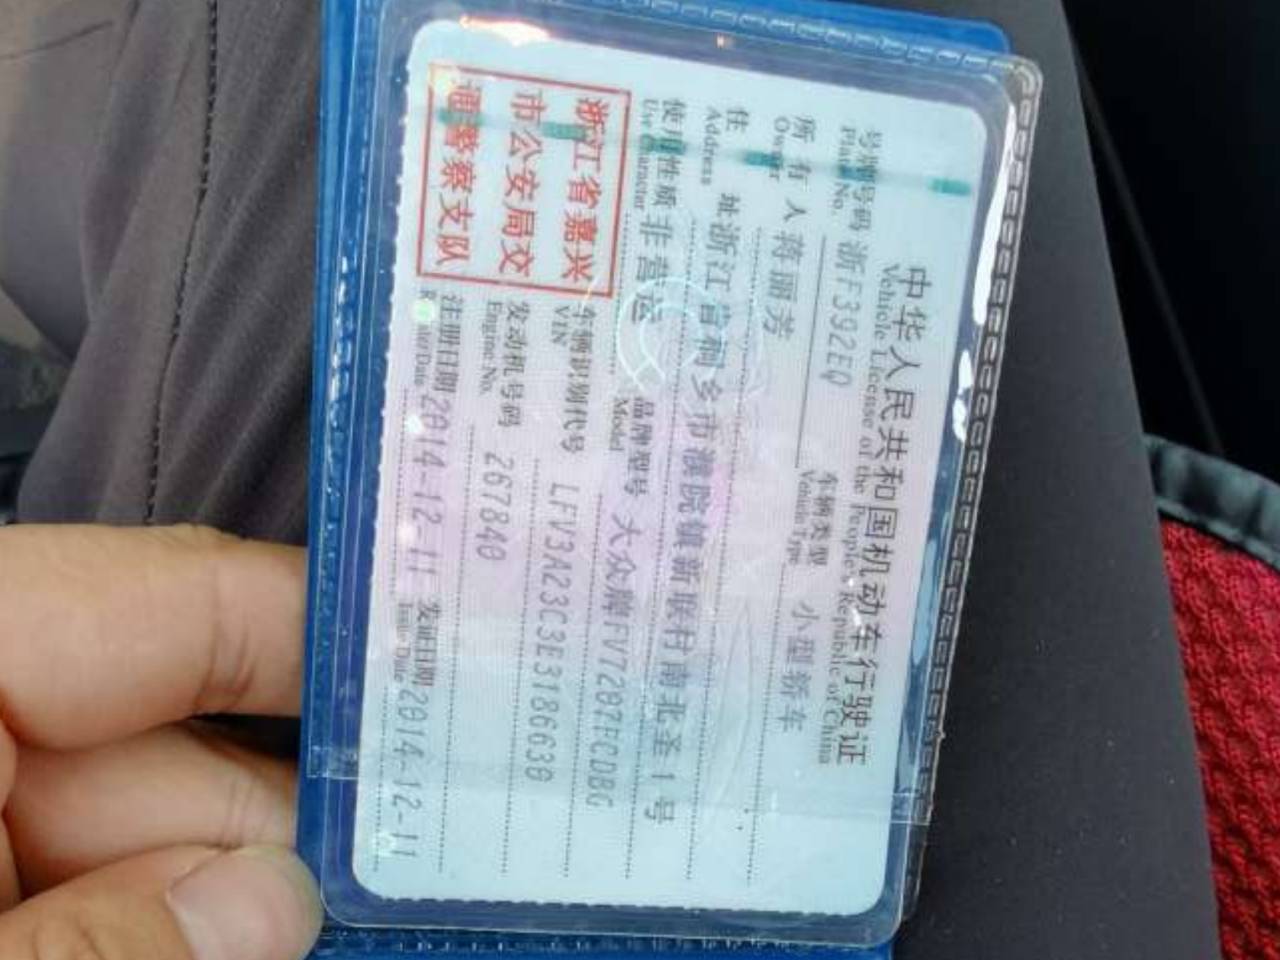 中华人民共和国机动车行驶证
Vehicle License of the People's Republic of China
号牌号码 浙F392EQ 车辆类型 小型轿车
Plate No. Vehicle Type
所有人 蒋丽芳
Owner
住址 浙江省桐乡市濮院镇新联村南北圣1号
Address
使用性质 非营运 品牌型号 大众牌FV7207FCDBG
Use Character Model
浙江省嘉兴
市公安局交
通警察支队
车辆识别代号 LFV3A23C3E3186630
VIN
发动机号码 267840
Engine No.
注册日期 2014-12-11 发证日期 2014-12-11
Issue Date